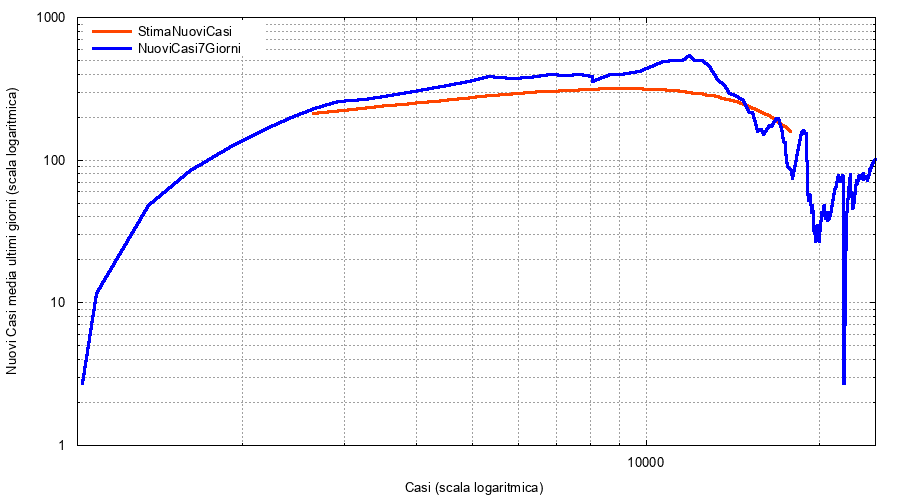 1000
StimaNuoviCasi
NuoviCasi7Giorni
100
10
1
10000
Nuovi Casi media ultimi giorni (scala logaritmica)
Casi (scala logaritmica)